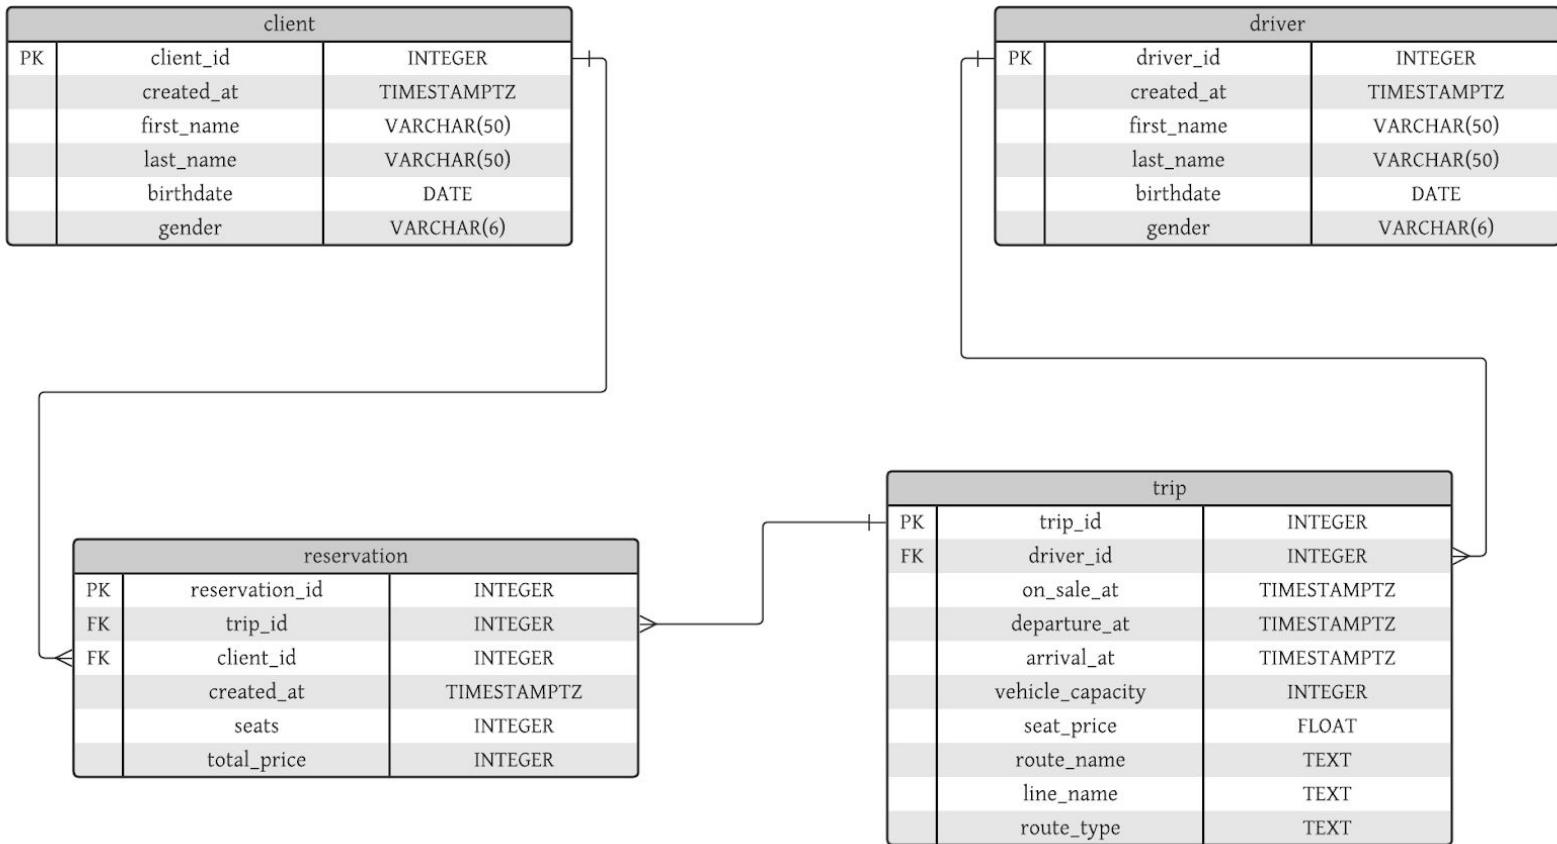 client
PK client_id INTEGER
created_at TIMESTAMPTZ
first_name VARCHAR(50)
last_name VARCHAR(50)
birthdate DATE
gender VARCHAR(6)
driver
PK driver_id INTEGER
created_at TIMESTAMPTZ
first_name VARCHAR(50)
last_name VARCHAR(50)
birthdate DATE
gender VARCHAR(6)
reservation
PK reservation_id INTEGER
FK trip_id INTEGER
FK client_id INTEGER
created_at TIMESTAMPTZ
seats INTEGER
total_price INTEGER
trip
PK trip_id INTEGER
FK driver_id INTEGER
on_sale_at TIMESTAMPTZ
departure_at TIMESTAMPTZ
arrival_at TIMESTAMPTZ
vehicle_capacity INTEGER
seat_price FLOAT
route_name TEXT
line_name TEXT
route_type TEXT